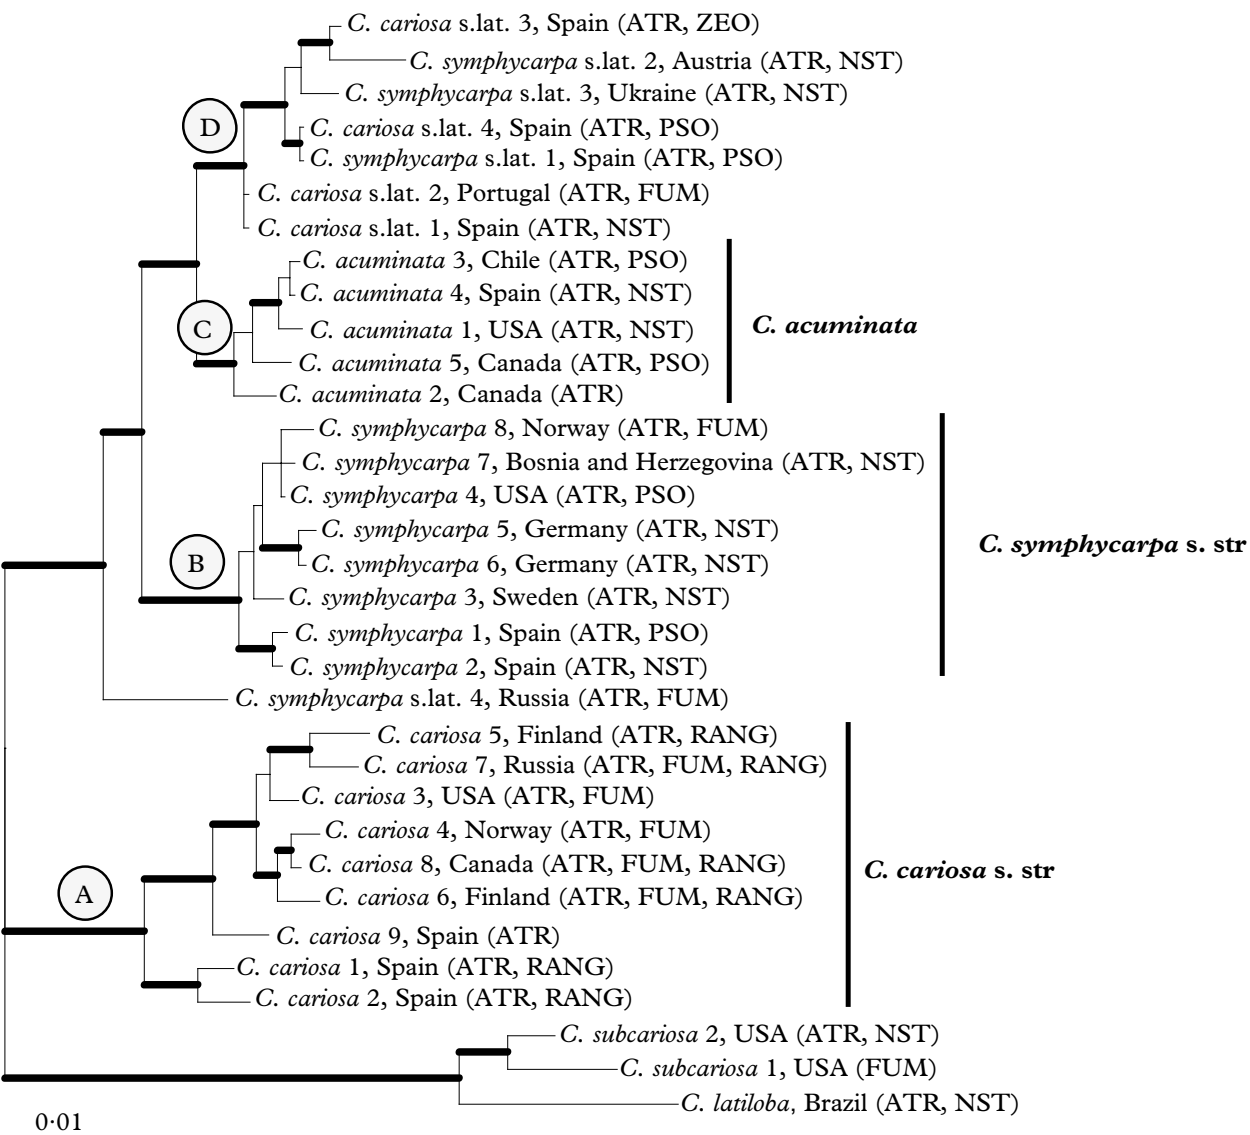 C. cariosa s.lat. 3, Spain (ATR, ZEO)
C. symphycarpa s.lat. 2, Austria (ATR, NST)
C. symphycarpa s.lat. 3, Ukraine (ATR, NST)
D
C. cariosa s.lat. 4, Spain (ATR, PSO)
C. symphycarpa s.lat. 1, Spain (ATR, PSO)
C. cariosa s.lat. 2, Portugal (ATR, FUM)
C. cariosa s.lat. 1, Spain (ATR, NST)
C. acuminata 3, Chile (ATR, PSO)
C. acuminata 4, Spain (ATR, NST)
C
C. acuminata 1, USA (ATR, NST)
C. acuminata
C. acuminata 5, Canada (ATR, PSO)
C. acuminata 2, Canada (ATR)
C. symphycarpa 8, Norway (ATR, FUM)
C. symphycarpa 7, Bosnia and Herzegovina (ATR, NST)
C. symphycarpa 4, USA (ATR, PSO)
C. symphycarpa 5, Germany (ATR, NST)
C. symphycarpa s. str
B
C. symphycarpa 6, Germany (ATR, NST)
C. symphycarpa 3, Sweden (ATR, NST)
C. symphycarpa 1, Spain (ATR, PSO)
C. symphycarpa 2, Spain (ATR, NST)
C. symphycarpa s.lat. 4, Russia (ATR, FUM)
C. cariosa 5, Finland (ATR, RANG)
C. cariosa 7, Russia (ATR, FUM, RANG)
C. cariosa 3, USA (ATR, FUM)
C. cariosa 4, Norway (ATR, FUM)
C. cariosa 8, Canada (ATR, FUM, RANG)
C. cariosa s. str
A
C. cariosa 6, Finland (ATR, FUM, RANG)
C. cariosa 9, Spain (ATR)
C. cariosa 1, Spain (ATR, RANG)
C. cariosa 2, Spain (ATR, RANG)
C. subcariosa 2, USA (ATR, NST)
C. subcariosa 1, USA (FUM)
C. latiloba, Brazil (ATR, NST)
0·01